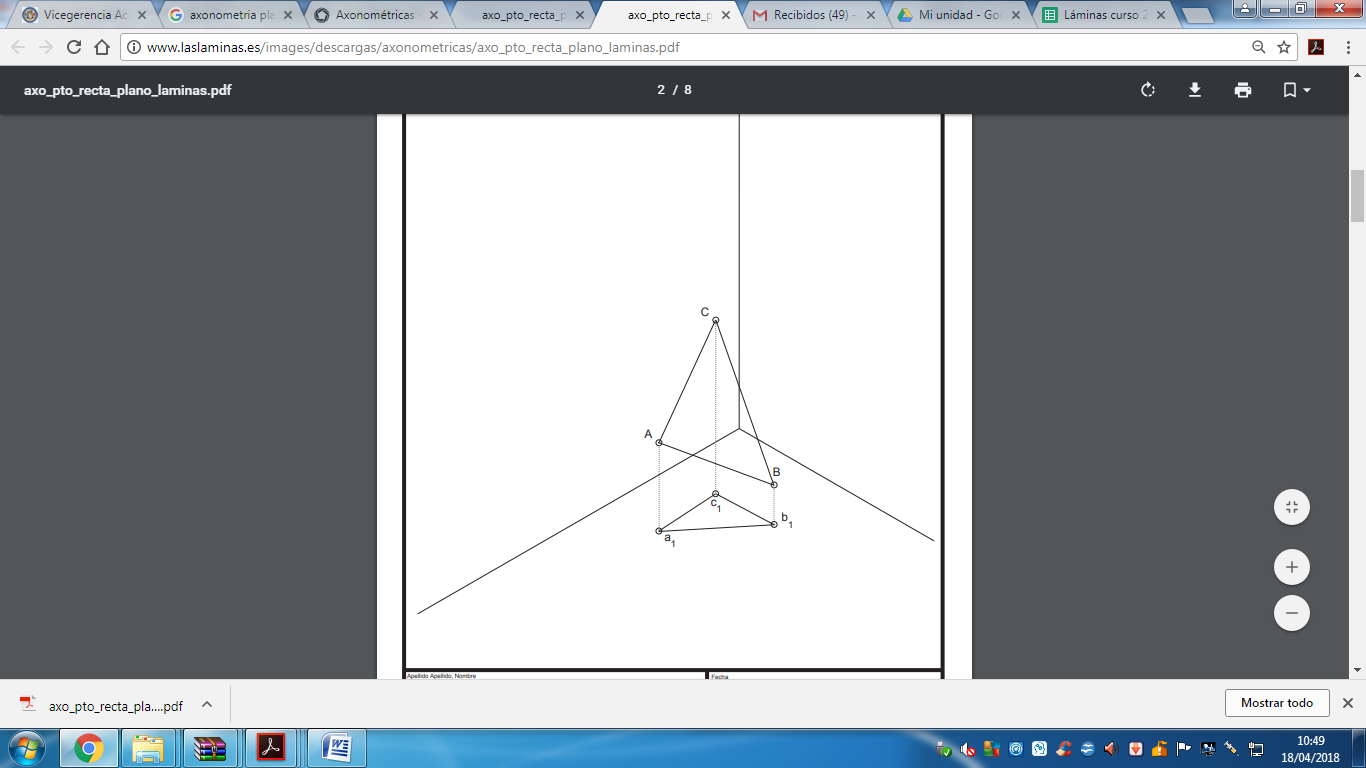 Vicegerencia Ac
axonometria pla
Axonométricas
axo_pto_recta_p
axo_pto_recta_p
Recibidos (49) -
Mi unidad - Goo
Láminas curso 2
www.laslaminas.es/images/descargas/axonometricas/axo_pto_recta_plano_laminas.pdf
axo_pto_recta_plano_laminas.pdf
2 / 8
C
A
B
c1
b1
a1
Apellido Apellido, Nombre
Fecha
axo_pto_recta_pla....pdf
Mostrar todo
10:49
18/04/2018